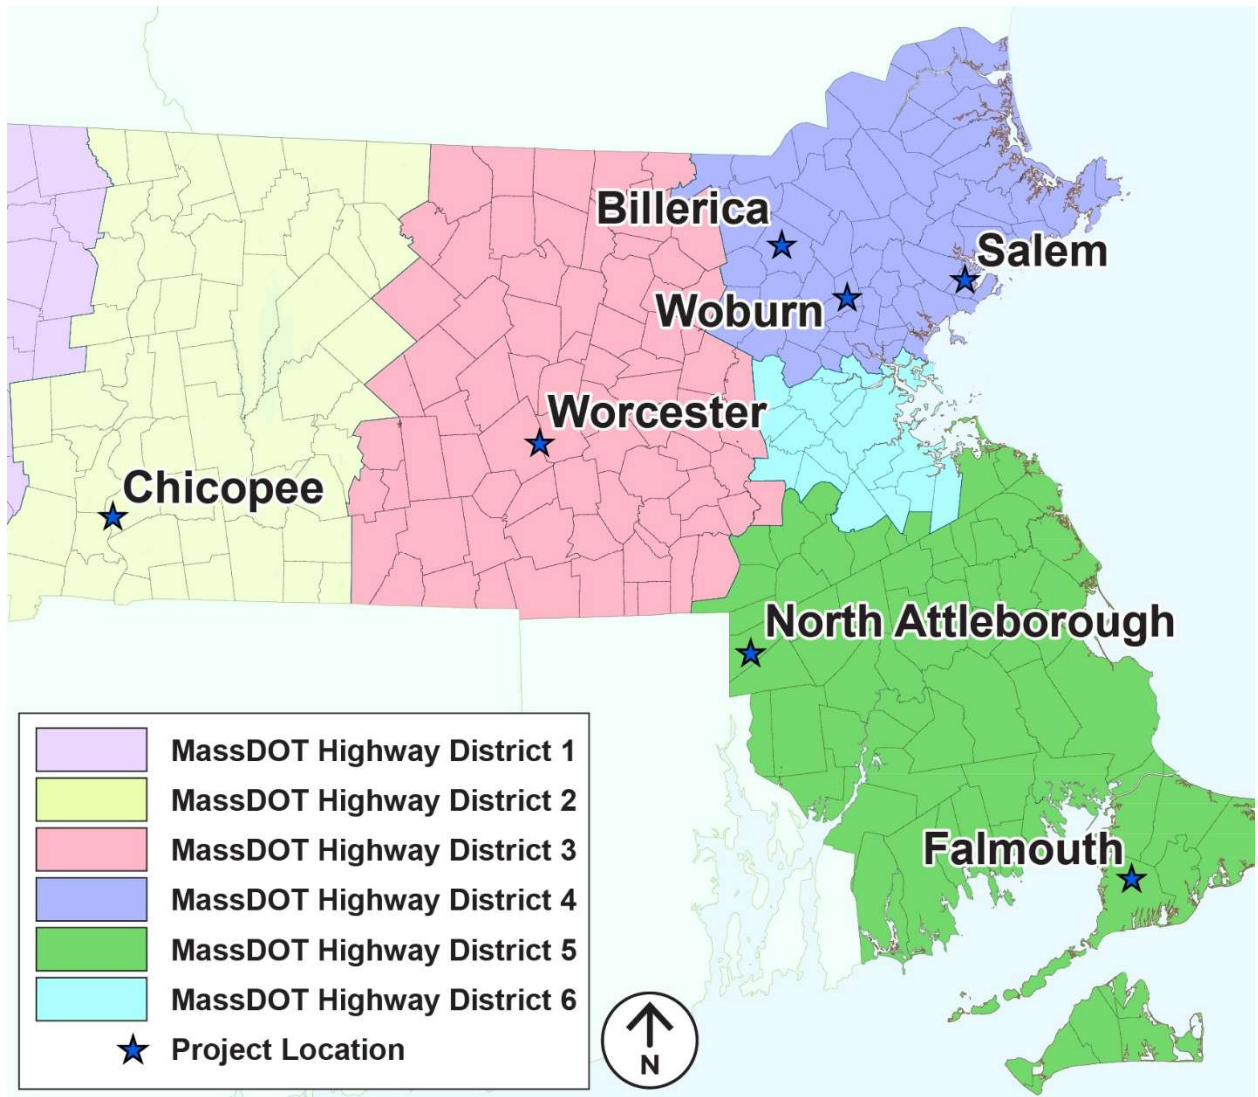 Billerica
Salem
Woburn
Worcester
Chicopee
North Attleborough
Falmouth
MassDOT Highway District 1
MassDOT Highway District 2
MassDOT Highway District 3
MassDOT Highway District 4
MassDOT Highway District 5
MassDOT Highway District 6
Project Location
N